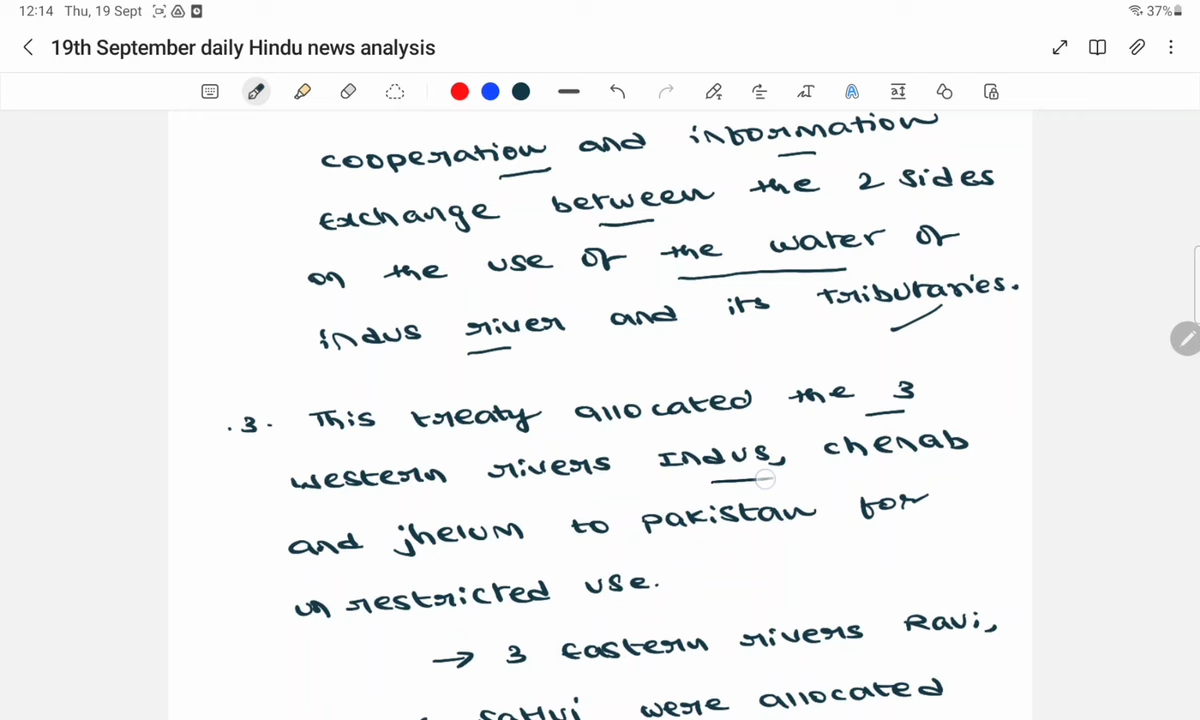 12:14 Thu, 19 Sept 37%
19th September daily Hindu news analysis
cooperation and information
Exchange between the 2 sides
on the use of the water of
indus river and its tributaries.
.3. This treaty allocated the 3
western rivers Indus, chenab
and jhelum to pakistan for
un restricted use.
→ 3 Eastern rivers Ravi,
were allocated